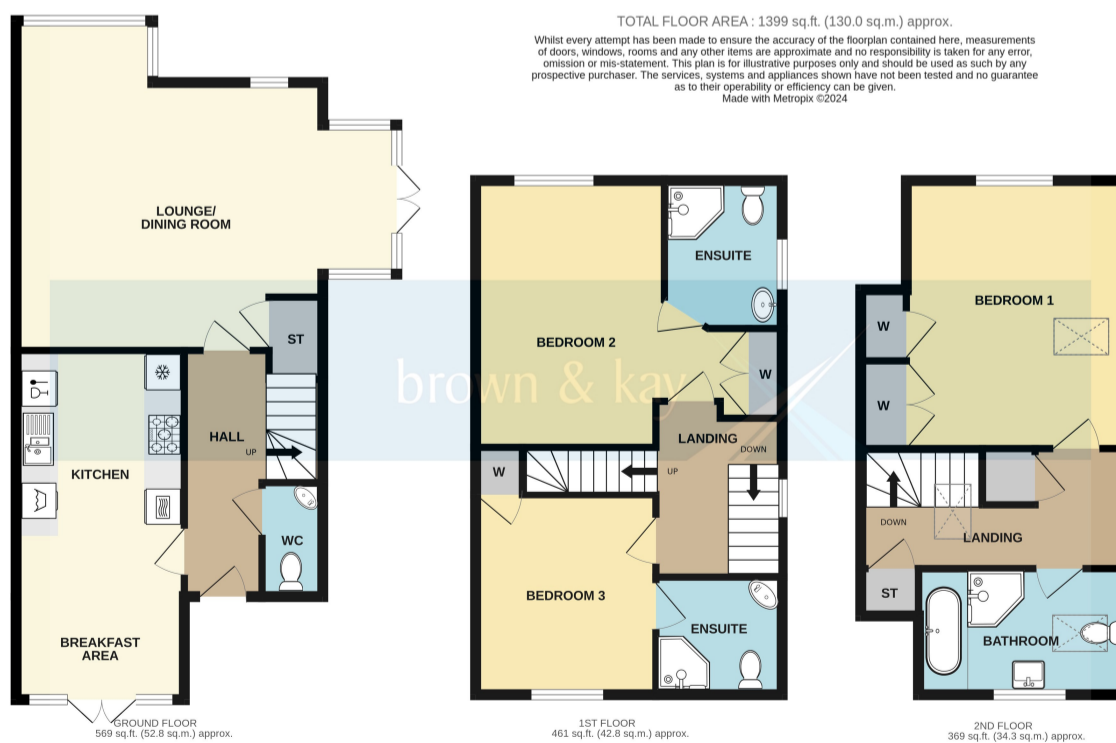 TOTAL FLOOR AREA : 1399 sq.ft. (130.0 sq.m.) approx.
Whilst every attempt has been made to ensure the accuracy of the floorplan contained here, measurements
of doors, windows, rooms and any other items are approximate and no responsibility is taken for any error,
omission or mis-statement. This plan is for illustrative purposes only and should be used as such by any
prospective purchaser. The services, systems and appliances shown have not been tested and no guarantee
as to their operability or efficiency can be given.
Made with Metropix ©2024
LOUNGE/
DINING ROOM
ST
HALL
UP
KITCHEN
WC
BREAKFAST
AREA
GROUND FLOOR
569 sq.ft. (52.8 sq.m.) approx.
ENSUITE
BEDROOM 2
W
brown & kay
LANDING
DOWN
W
UP
BEDROOM 3
ENSUITE
1ST FLOOR
461 sq.ft. (42.8 sq.m.) approx.
BEDROOM 1
W
W
DOWN
LANDING
ST
BATHROOM
2ND FLOOR
369 sq.ft. (34.3 sq.m.) approx.